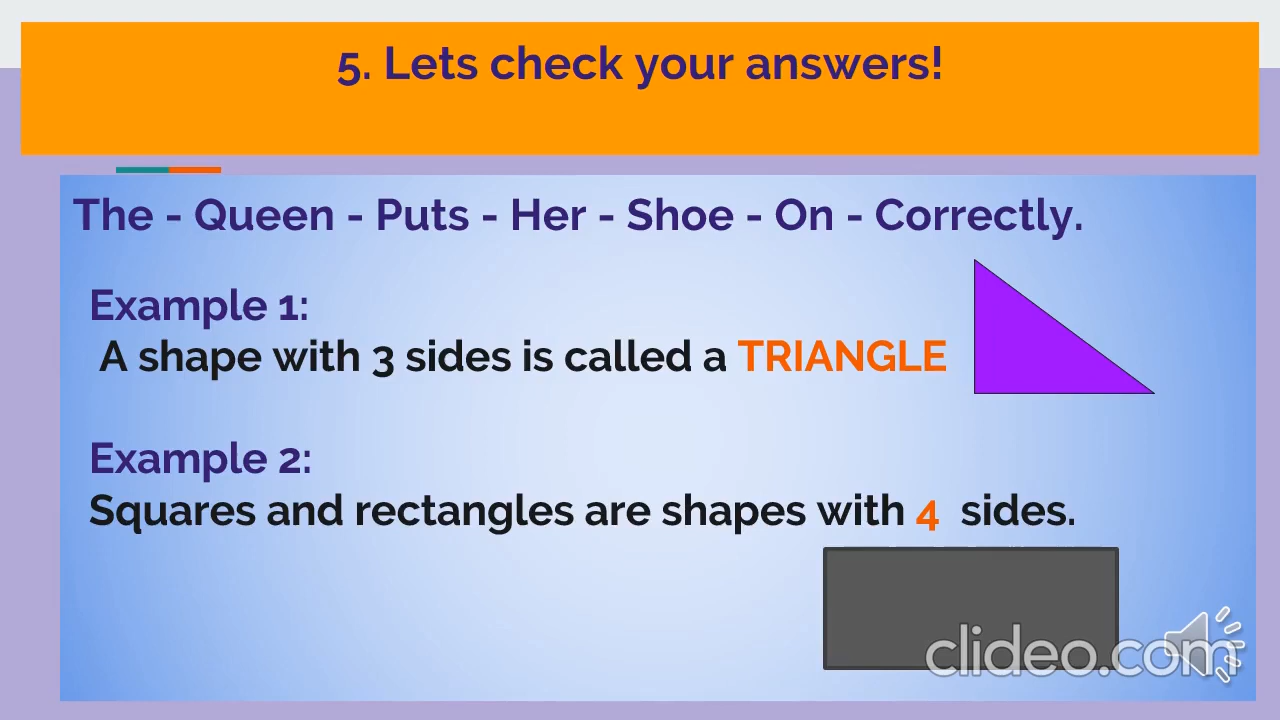 5. Lets check your answers!
The - Queen - Puts - Her - Shoe - On - Correctly.
Example 1:
A shape with 3 sides is called a TRIANGLE
Example 2:
Squares and rectangles are shapes with 4 sides.
clideo.com